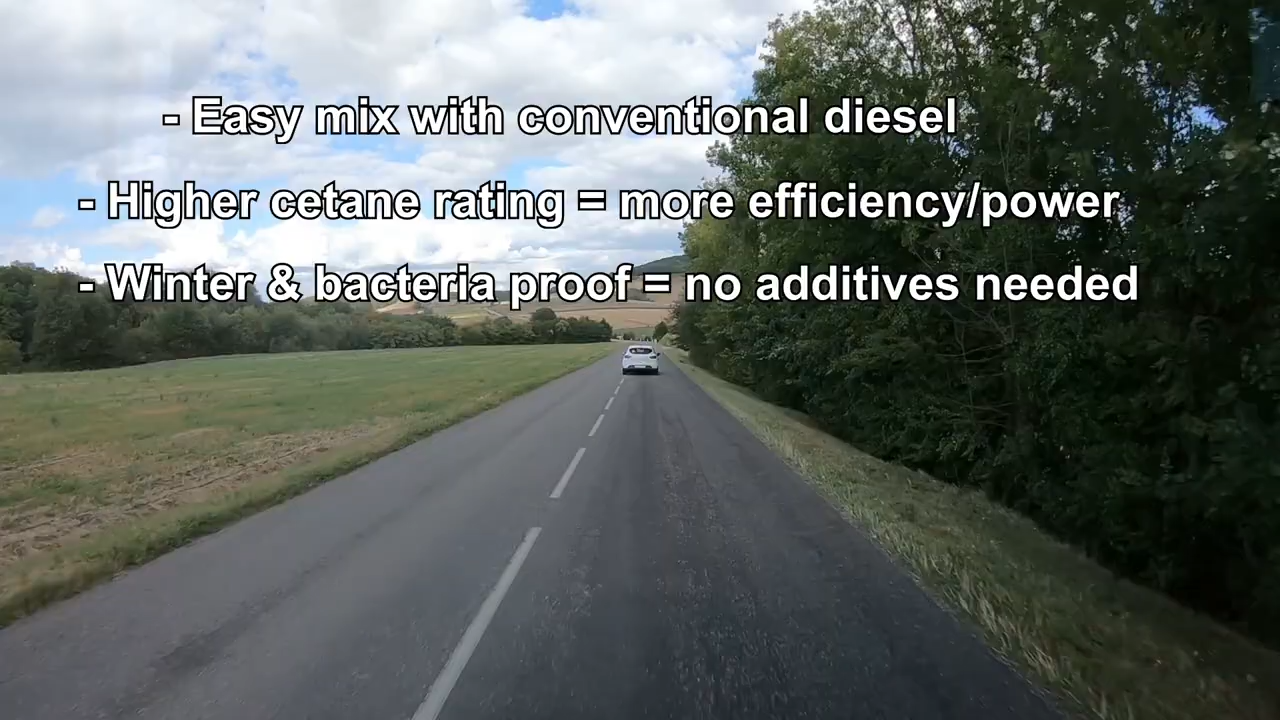 - Easy mix with conventional diesel
- Higher cetane rating = more efficiency/power
- Winter & bacteria proof = no additives needed